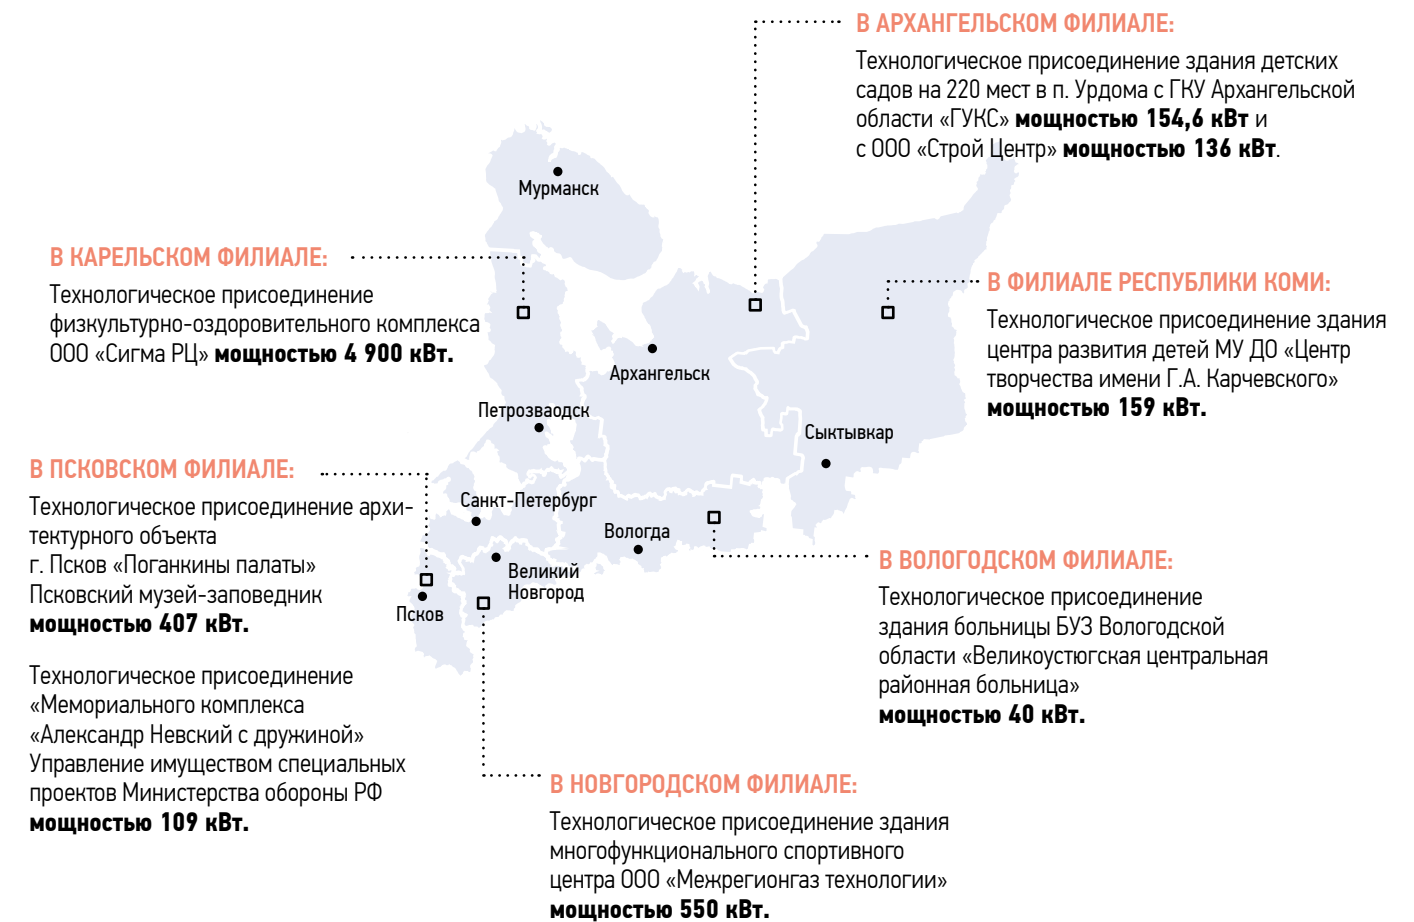 В АРХАНГЕЛЬСКОМ ФИЛИАЛЕ:
Технологическое присоединение здания детских
садов на 220 мест в п. Урдома с ГКУ Архангельской
области «ГУКС» мощностью 154,6 кВт и
с ООО «Строй Центр» мощностью 136 кВт.
Мурманск
В КАРЕЛЬСКОМ ФИЛИАЛЕ:
Технологическое присоединение
физкультурно-оздоровительного комплекса
ООО «Сигма РЦ» мощностью 4 900 кВт.
В ФИЛИАЛЕ РЕСПУБЛИКИ КОМИ:
Технологическое присоединение здания
центра развития детей МУ ДО «Центр
творчества имени Г.А. Карчевского»
мощностью 159 кВт.
Архангельск
Петрозваодск
Сыктывкар
В ПСКОВСКОМ ФИЛИАЛЕ:
Технологическое присоединение архи-
тектурного объекта
г. Псков «Поганкины палаты»
Псковский музей-заповедник
мощностью 407 кВт.
Технологическое присоединение
«Мемориального комплекса
«Александр Невский с дружиной»
Управление имуществом специальных
проектов Министерства обороны РФ
мощностью 109 кВт.
Санкт-Петербург
Вологда
Великий
Новгород
Псков
В ВОЛОГОДСКОМ ФИЛИАЛЕ:
Технологическое присоединение
здания больницы БУЗ Вологодской
области «Великоустюгская центральная
районная больница»
мощностью 40 кВт.
В НОВГОРОДСКОМ ФИЛИАЛЕ:
Технологическое присоединение здания
многофункционального спортивного
центра ООО «Межрегионгаз технологии»
мощностью 550 кВт.